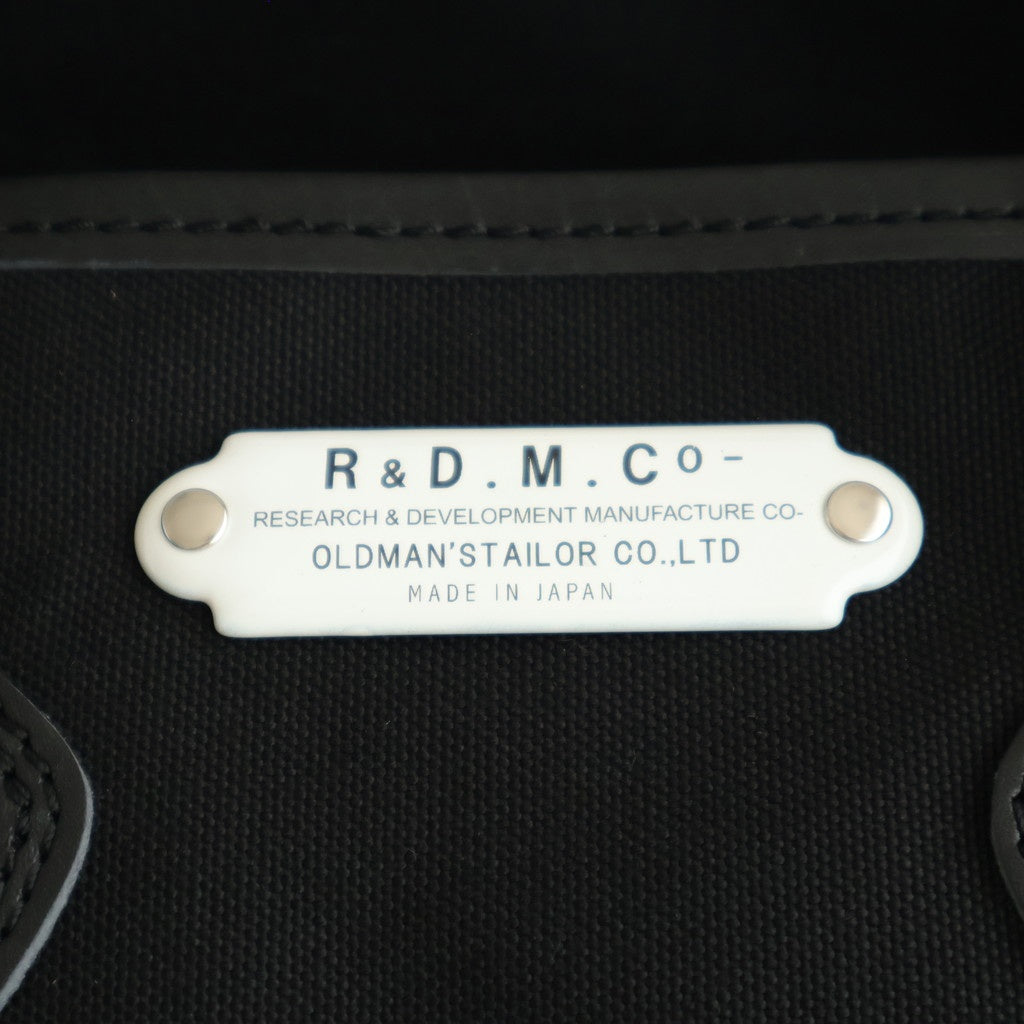 R & D . M . Co -
RESEARCH & DEVELOPMENT MANUFACTURE CO-
OLDMAN'STAILOR CO.,LTD
MADE IN JAPAN